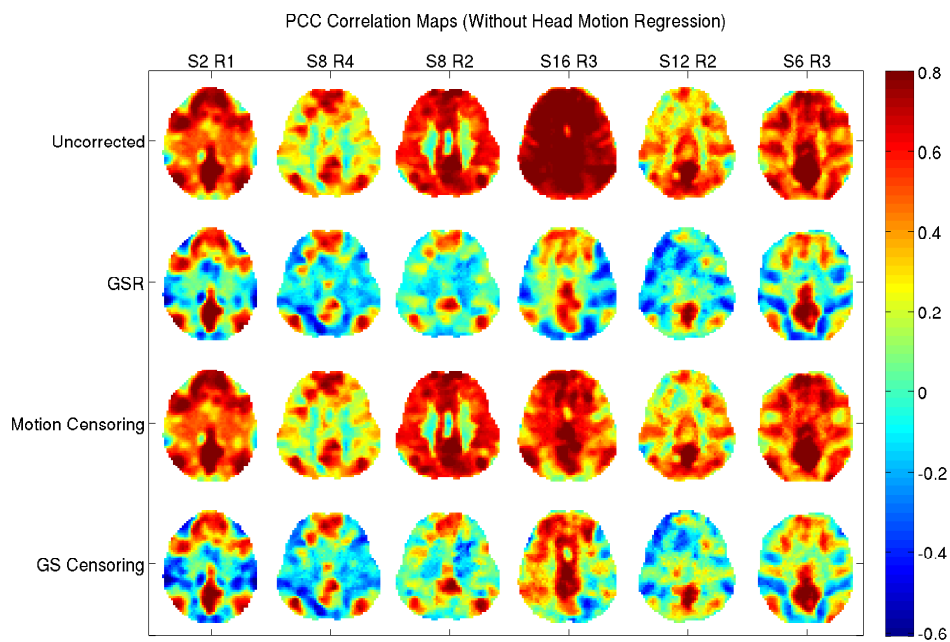 PCC Correlation Maps (Without Head Motion Regression)
S2 R1 S8 R4 S8 R2 S16 R3 S12 R2 S6 R3
Uncorrected
GSR
Motion Censoring
GS Censoring
0.8
0.6
0.4
0.2
0
-0.2
-0.4
-0.6